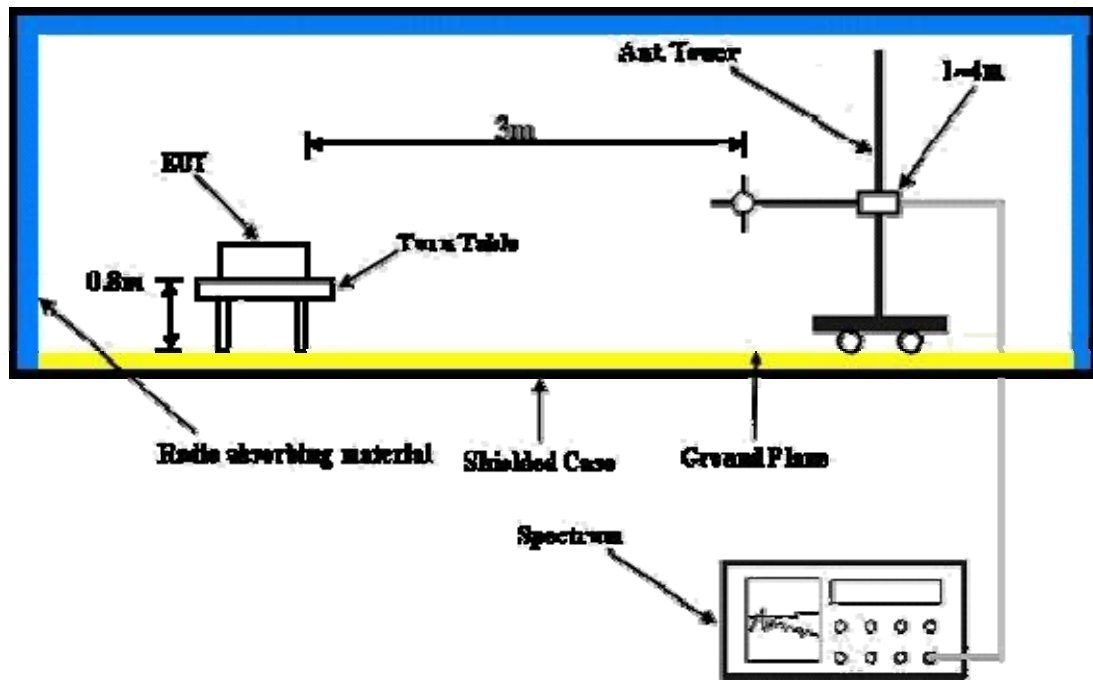 Ant. Tower
1~4m
3m
EUT
Turn Table
0.8m
Radio absorbing material
Shielded Case
Ground Plane
Spectrum